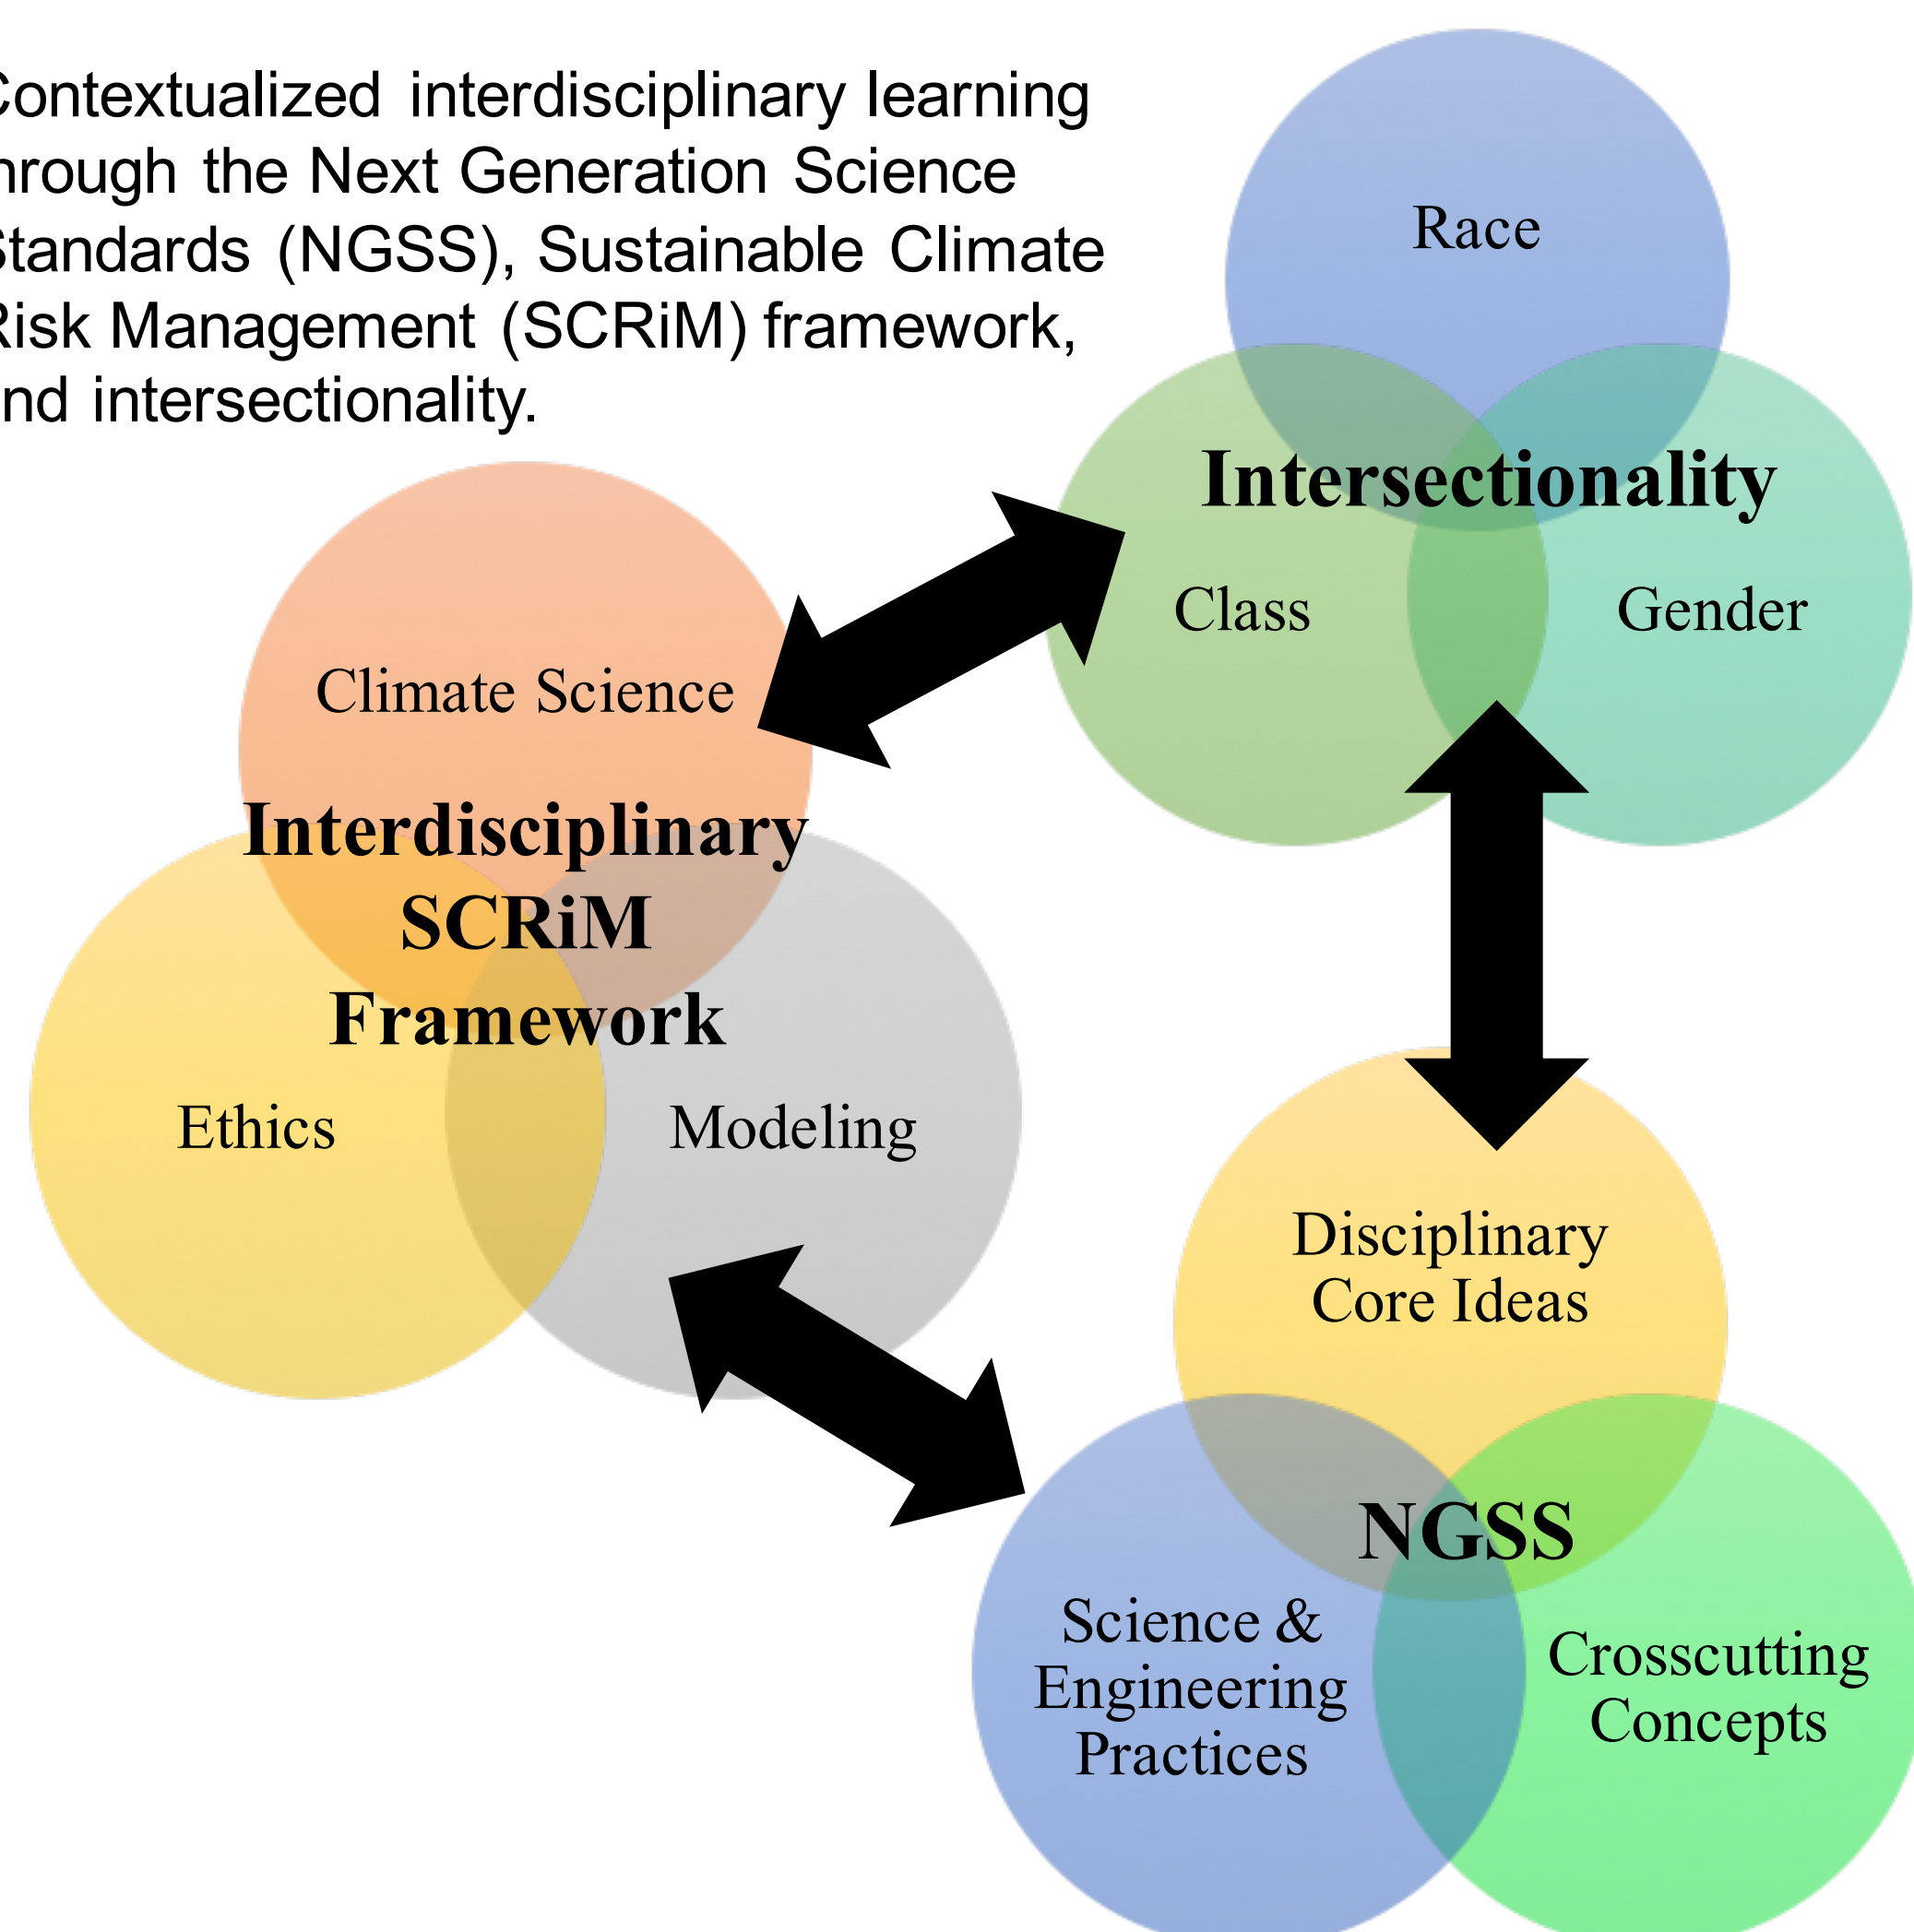 Contextualized interdisciplinary learning
hrough the Next Generation Science
Standards (NGSS), Sustainable Climate
Risk Management (SCRiM) framework,
nd intersectionality.
Race
Intersectionality
Class
Gender
Climate Science
Interdisciplinary
SCRiM
Framework
Ethics
Modeling
Disciplinary
Core Ideas
NGSS
Science &
Engineering
Practices
Crosscutting
Concepts